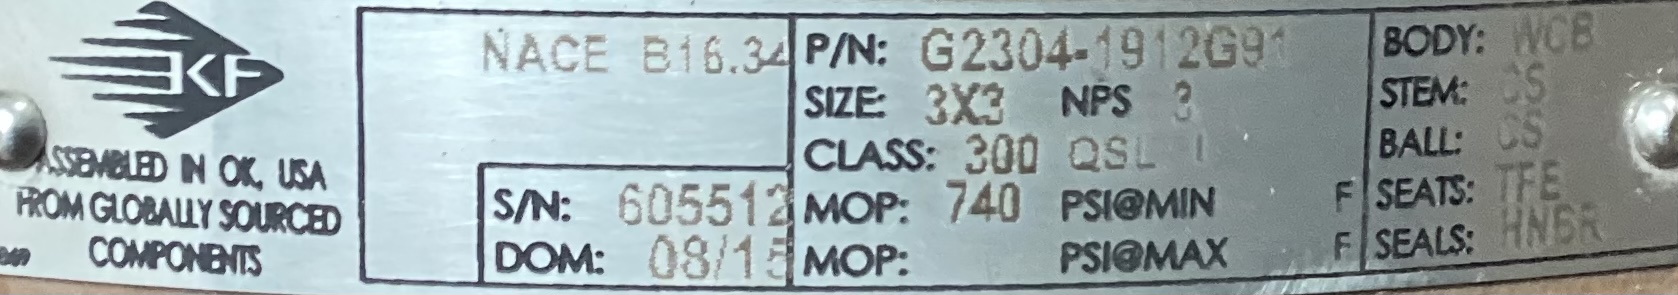 KF
ASSEMBLED IN OK, USA
FROM GLOBALLY SOURCED
COMPONENTS
NACE B16.34
S/N: 605512
DOM: 08/15
P/N: G2304-1912G91
SIZE: 3X3 NPS 3
CLASS: 300 QSL 1
MOP: 740 PSI@MIN F
MOP: PSI@MAX F
BODY: WCB
STEM: CS
BALL: CS
SEATS: TFE
SEALS: HNBR